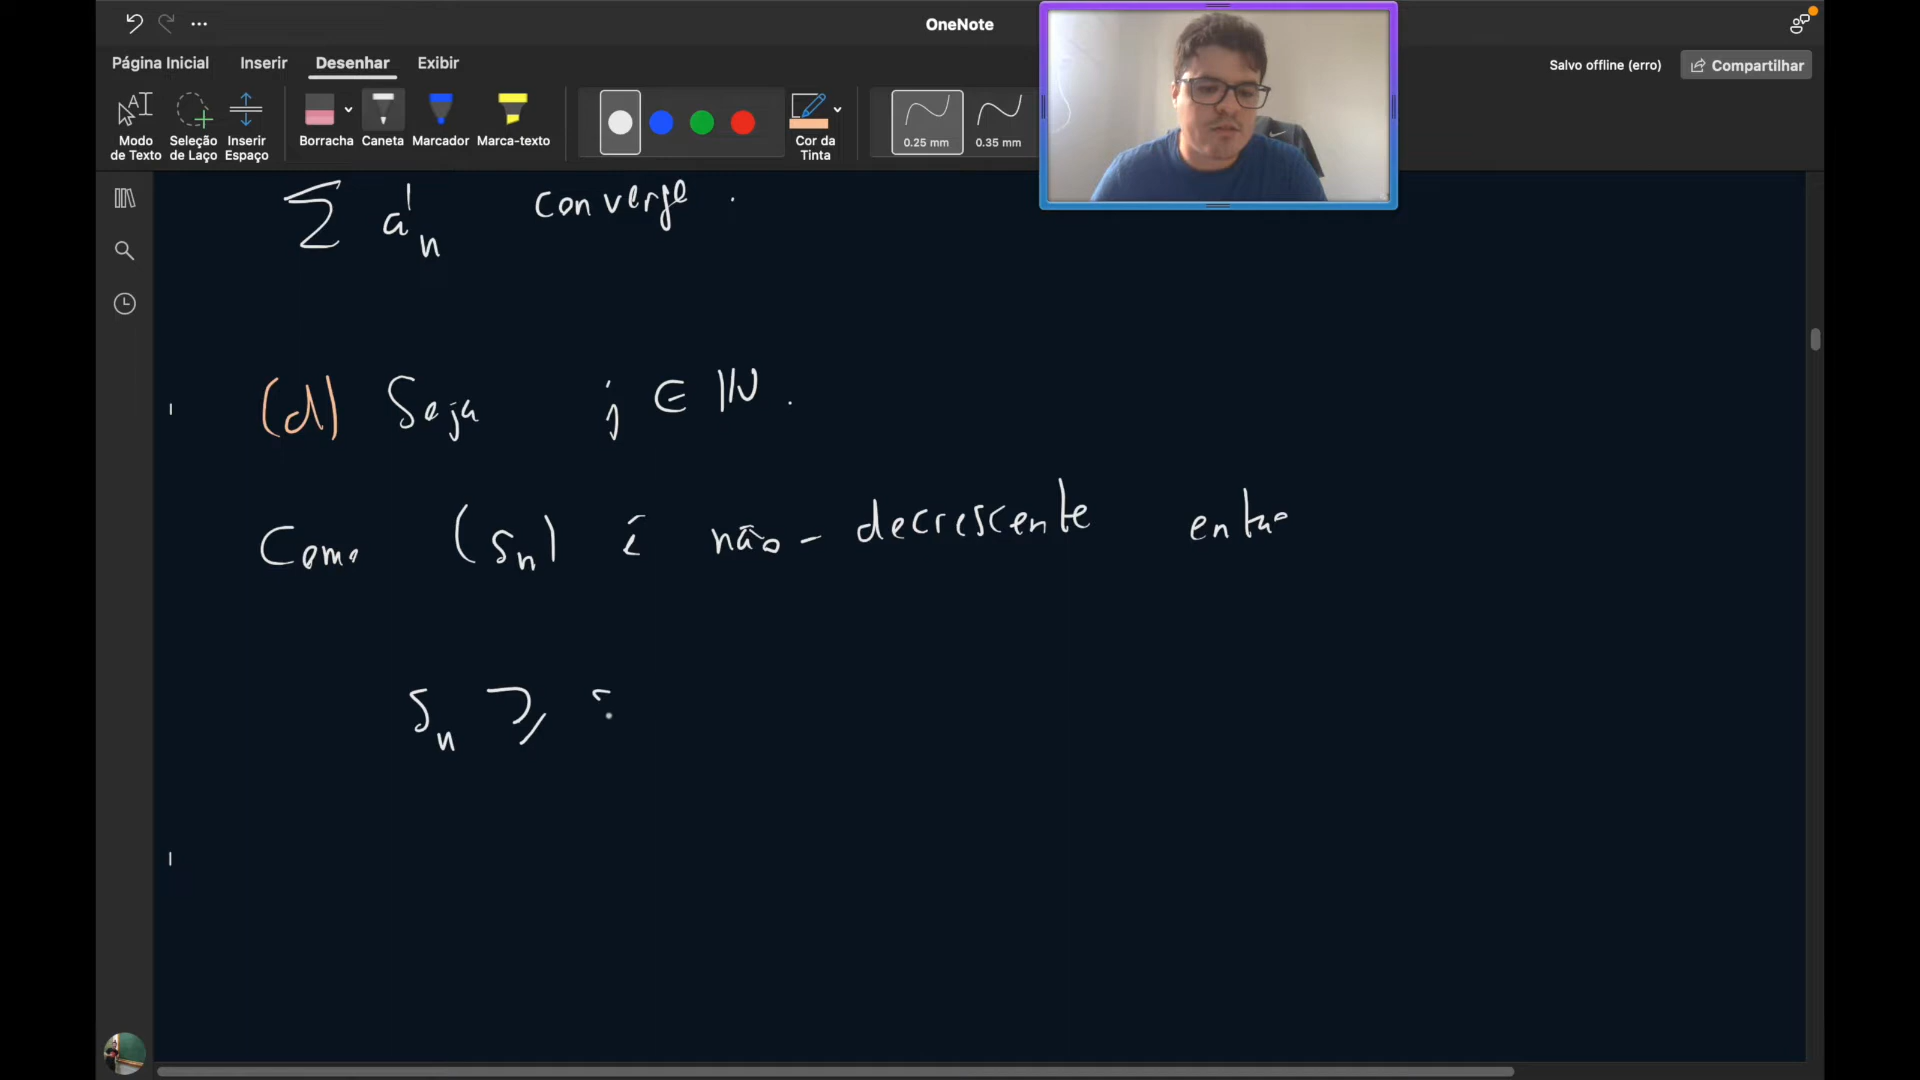 OneNote
Página Inicial Inserir Desenhar Exibir
Salvo offline (erro) Compartilhar
Modo de Texto Seleção de Laço Inserir Espaço Borracha Caneta Marcador Marca-texto Cor da Tinta 0.25 mm 0.35 mm
∑ a'ₙ converge.
(d) Seja j ∈ ℕ.
Como (sₙ) é não-decrescente então
sₙ ≥